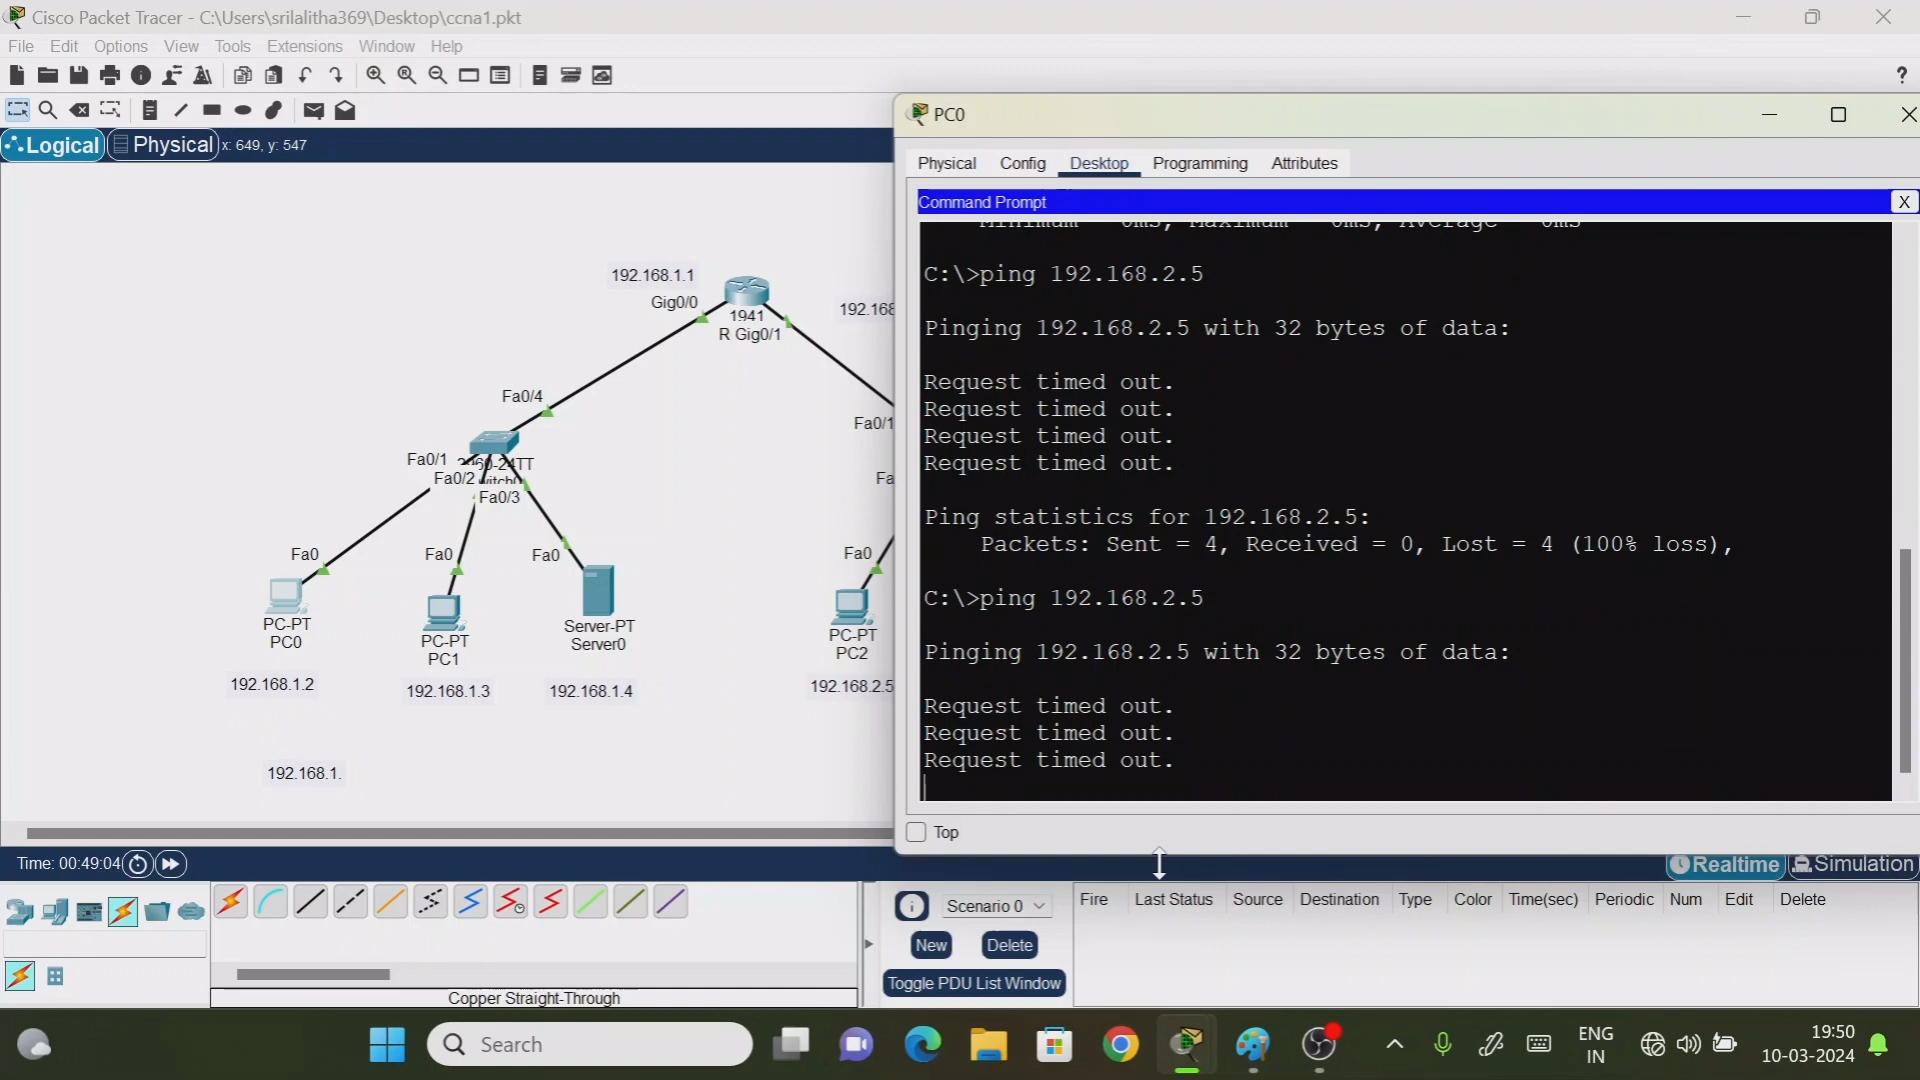 Cisco Packet Tracer - C:\Users\srilalitha369\Desktop\ccna1.pkt
File Edit Options View Tools Extensions Window Help
?
Logical Physical x: 649, y: 547
192.168.1.1
Gig0/0
1941
R Gig0/1
192.168
Fa0/4
Fa0/1
Fa0/1
Fa0/2
Fa0/3
Fa
Fa0
Fa0
Fa0
Fa0
PC-PT
PC0
PC-PT
PC1
Server-PT
Server0
PC-PT
PC2
192.168.1.2
192.168.1.3
192.168.1.4
192.168.2.5
192.168.1.
PC0
Physical Config Desktop Programming Attributes
Command Prompt X
C:\>ping 192.168.2.5
Pinging 192.168.2.5 with 32 bytes of data:
Request timed out.
Request timed out.
Request timed out.
Request timed out.
Ping statistics for 192.168.2.5:
Packets: Sent = 4, Received = 0, Lost = 4 (100% loss),
C:\>ping 192.168.2.5
Pinging 192.168.2.5 with 32 bytes of data:
Request timed out.
Request timed out.
Request timed out.
Top
Time: 00:49:04
Realtime Simulation
Scenario 0
New Delete
Toggle PDU List Window
Fire Last Status Source Destination Type Color Time(sec) Periodic Num Edit Delete
Copper Straight-Through
Search
ENG
IN
19:50
10-03-2024